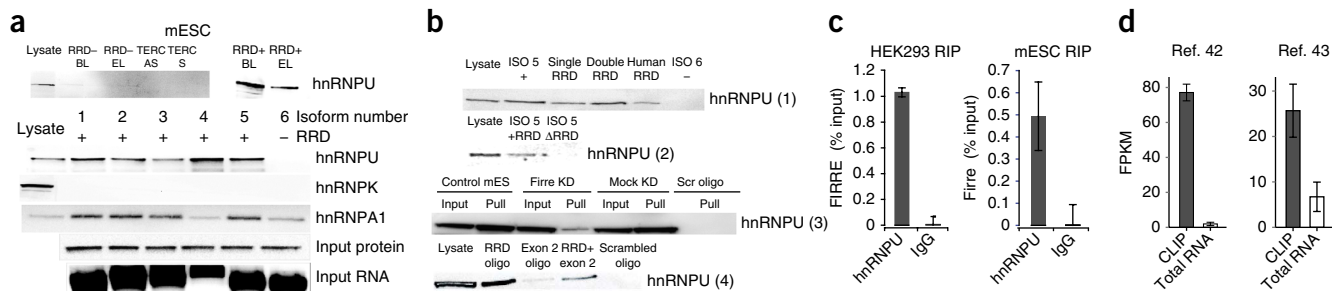 a
mESC
Lysate RRD– BL RRD– EL TERC AS TERC S RRD+ BL RRD+ EL
hnRNPU
Lysate 1 2 3 4 5 6 Isoform number
+ + + + + – RRD
hnRNPU
hnRNPK
hnRNPA1
Input protein
Input RNA
b
Lysate ISO 5 + Single RRD Double RRD Human RRD ISO 6 –
hnRNPU (1)
Lysate ISO 5 +RRD ISO 5 ΔRRD
hnRNPU (2)
Control mES Firre KD Mock KD Scr oligo
Input Pull Input Pull Input Pull Pull
hnRNPU (3)
Lysate RRD oligo Exon 2 oligo RRD+ exon 2 Scrambled oligo
hnRNPU (4)
c
HEK293 RIP
FIRRE (% input)
1.2
1.0
0.8
0.6
0.4
0.2
0
hnRNPU IgG
mESC RIP
Firre (% input)
0.7
0.6
0.5
0.4
0.3
0.2
0.1
0
hnRNPU IgG
d
Ref. 42
FPKM
80
60
40
20
0
CLIP Total RNA
Ref. 43
30
20
10
0
CLIP Total RNA